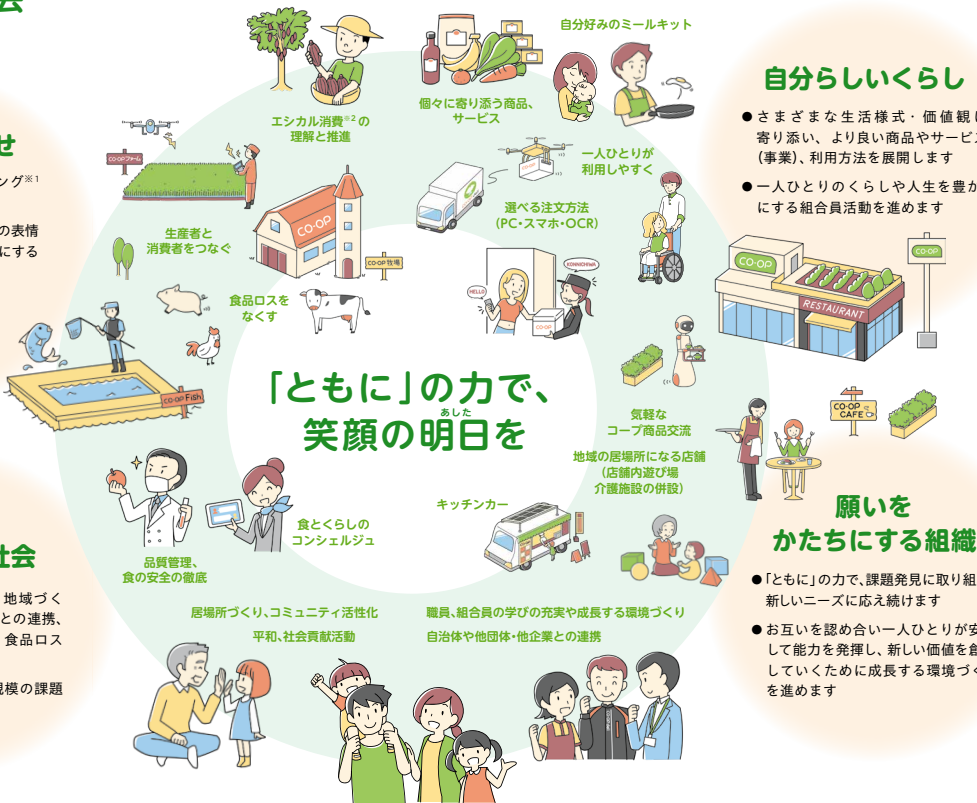 会
自分好みのミールキット
個々に寄り添う商品、
サービス
エシカル消費※2の
理解と推進
自分らしいくらし
●さまざまな生活様式・価値観に
寄り添い、より良い商品やサービス
(事業)、利用方法を展開します
●一人ひとりのくらしや人生を豊か
にする組合員活動を進めます
せ
ング※1
の表情
にする
CO・OPファーム
生産者と
消費者をつなぐ
CO・OP
CO・OP牧場
食品ロスを
なくす
一人ひとりが
利用しやすく
CO・OP
CO・OP
選べる注文方法
(PC・スマホ・OCR)
HELLO
KONNICHIWA
CO・OP
CO・OP
RESTAURANT
CO・OP
CO・OP Fish
「ともに」の力で、
あした
笑顔の明日を
気軽な
コープ商品交流
地域の居場所になる店舗
(店舗内遊び場
介護施設の併設)
CO・OP
CAFE
キッチンカー
食とくらしの
コンシェルジュ
品質管理、
食の安全の徹底
願いを
かたちにする組織
●「ともに」の力で、課題発見に取り組
新しいニーズに応え続けます
●お互いを認め合い一人ひとりが安
して能力を発揮し、新しい価値を創
していくために成長する環境づく
を進めます
社会
地域づく
との連携、
食品ロス
規模の課題
居場所づくり、コミュニティ活性化
平和、社会貢献活動
職員、組合員の学びの充実や成長する環境づくり
自治体や他団体・他企業との連携